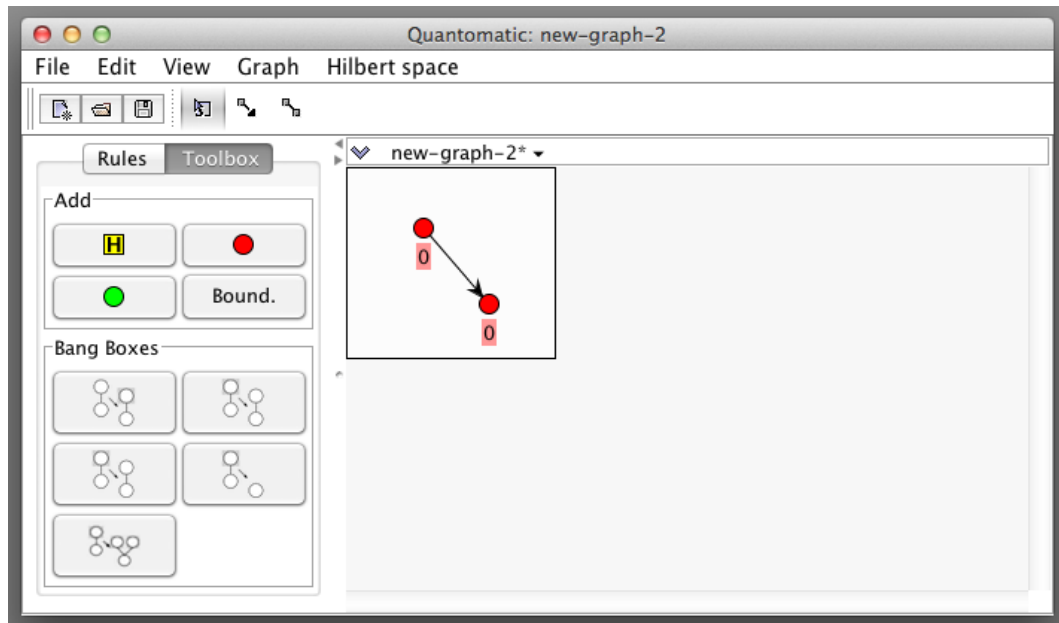 Quantomatic: new-graph-2
File Edit View Graph Hilbert space
Rules Toolbox
new-graph-2*
Add
H
Bound.
Bang Boxes
0
0